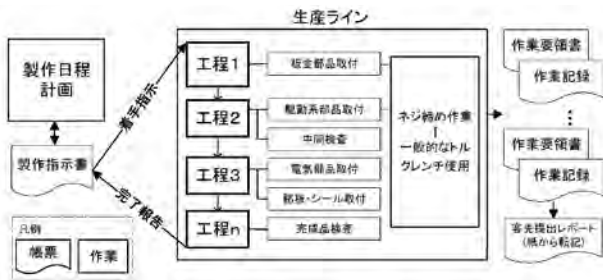 生産ライン
製作日程
計画
製作指示書
着手指示
完了報告
凡例
帳票
作業
工程1
板金部品取付
工程2
駆動系部品取付
中間検査
工程3
電気部品取付
銘板・シール取付
工程n
完成品検査
ネジ締め作業
ー
一般的なトル
クレンチ使用
作業要領書
作業記録
⋮
作業要領書
作業記録
客先提出レポート
(紙から転記)